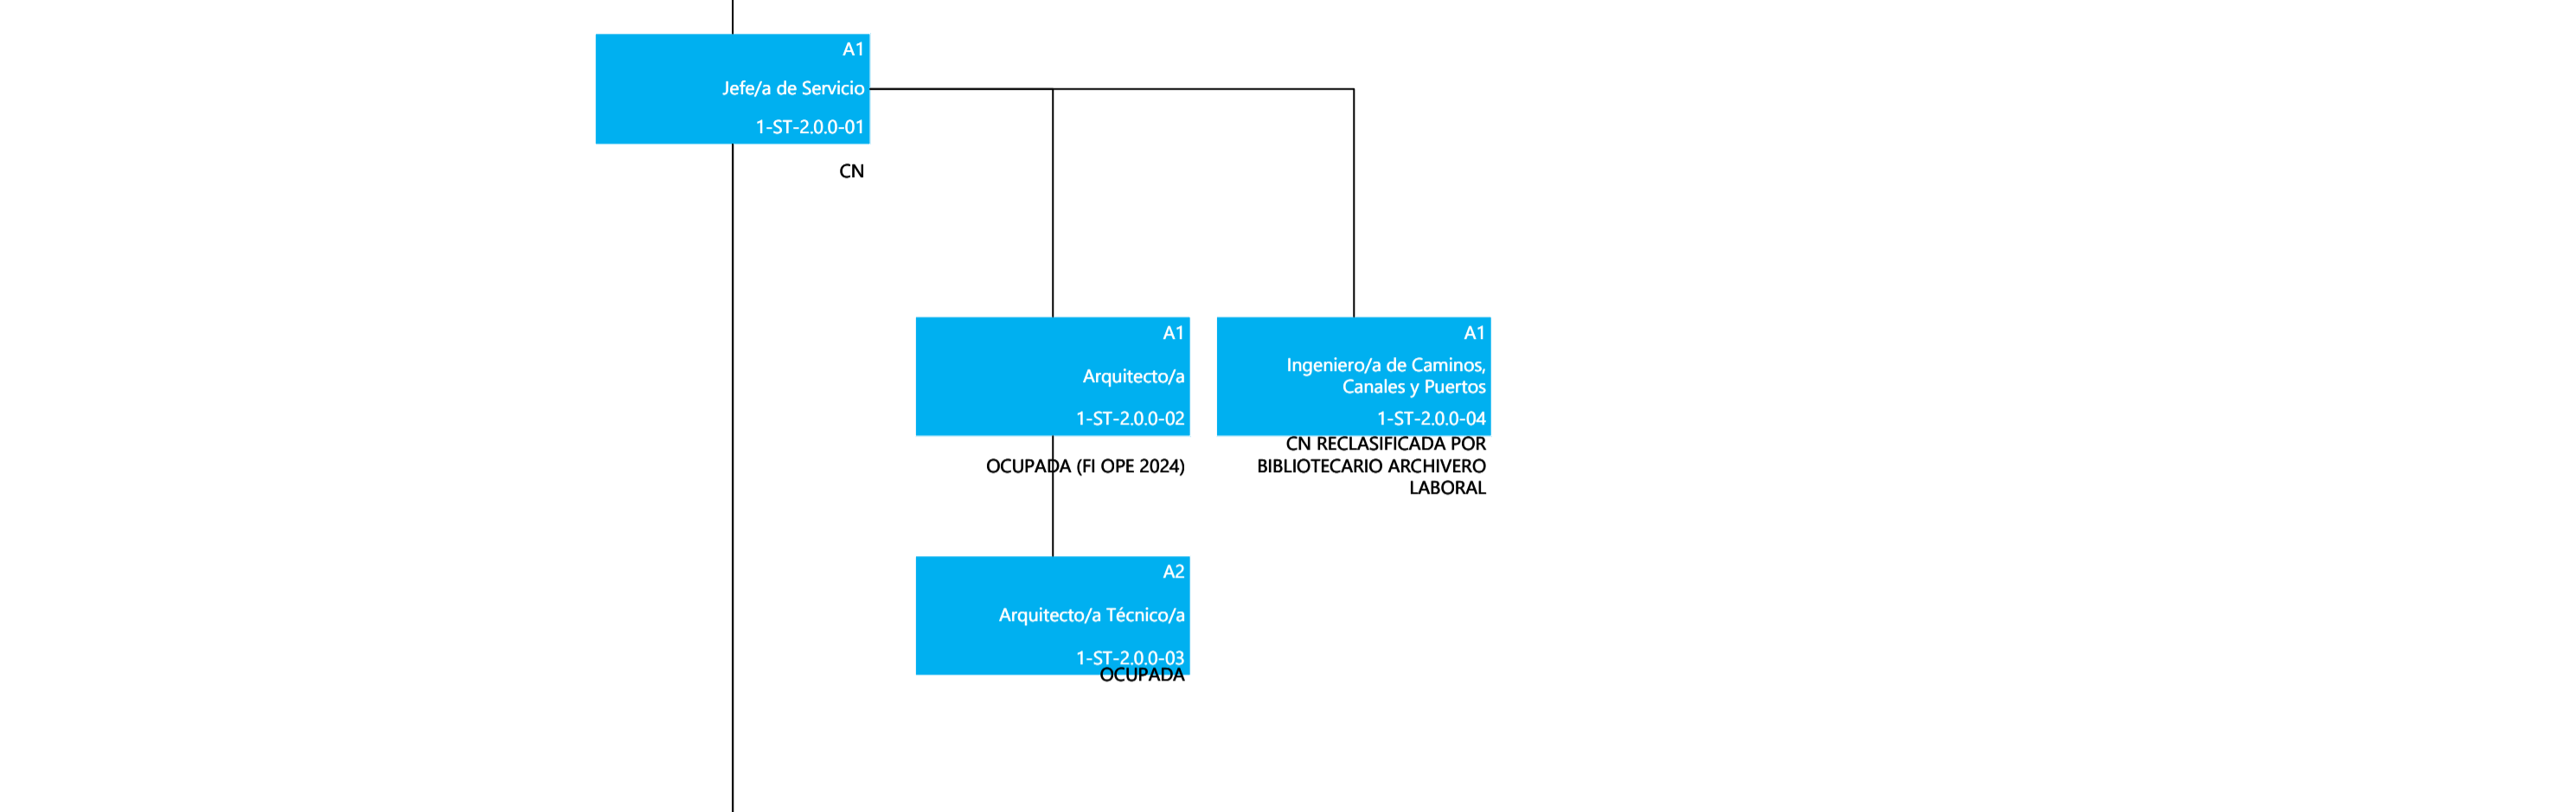 A1
Jefe/a de Servicio
1-ST-2.0.0-01
CN
A1
Arquitecto/a
1-ST-2.0.0-02
OCUPADA (FI OPE 2024)
A1
Ingeniero/a de Caminos,
Canales y Puertos
1-ST-2.0.0-04
CN RECLASIFICADA POR
BIBLIOTECARIO ARCHIVERO
LABORAL
A2
Arquitecto/a Técnico/a
1-ST-2.0.0-03
OCUPADA